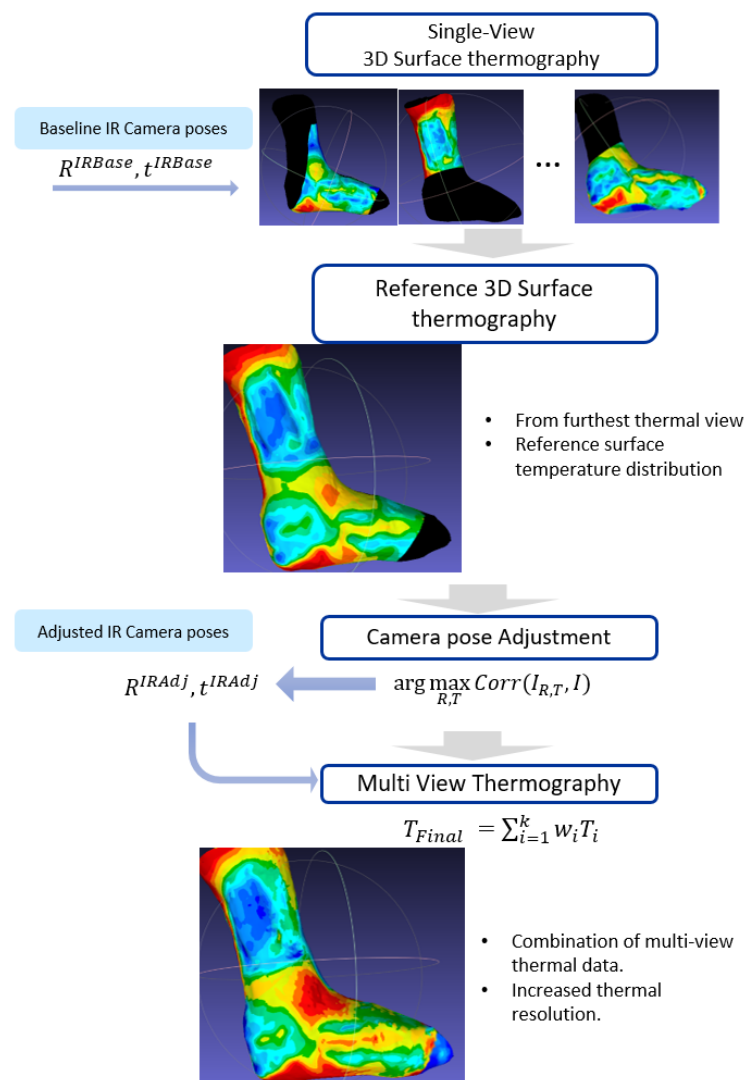 Single-View
3D Surface thermography
Baseline IR Camera poses
R^{IRBase}, t^{IRBase}
...
Reference 3D Surface
thermography
• From furthest thermal view
• Reference surface
temperature distribution
Camera pose Adjustment
Adjusted IR Camera poses
R^{IRAdj}, t^{IRAdj}
arg max_{R,T} Corr(I_{R,T}, I)
Multi View Thermography
T_{Final} = ∑_{i=1}^{k} w_i T_i
• Combination of multi-view
thermal data.
• Increased thermal
resolution.